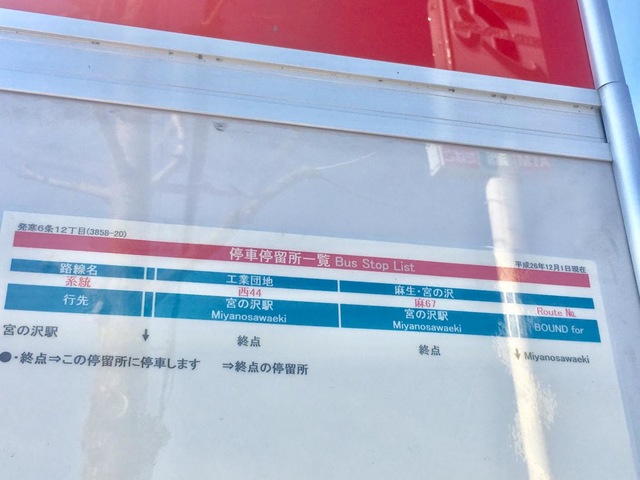 発寒6条12丁目(3858-20)
停車停留所一覧 Bus Stop List
平成26年12月1日現在
路線名 工業団地 麻生・宮の沢
系統 西44 麻67 Route No.
行先 宮の沢駅 宮の沢駅 BOUND for
Miyanosawaeki Miyanosawaeki
宮の沢駅 ↓ 終点 終点 ↓ Miyanosawaeki
●・終点⇒この停留所に停車します ⇒終点の停留所